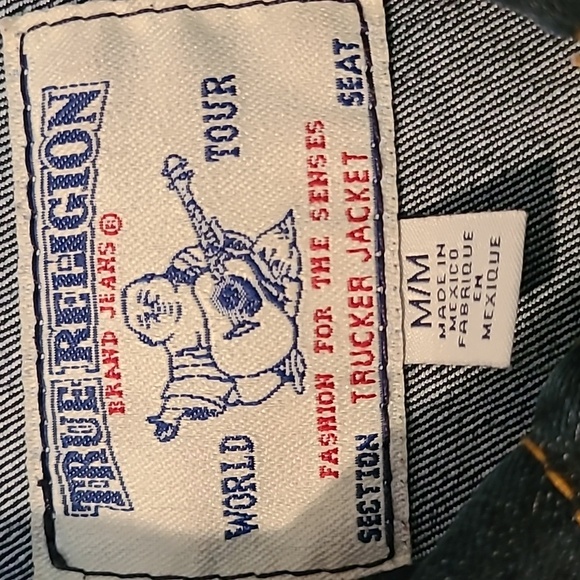 TRUE RELIGION
BRAND JEANS®
WORLD TOUR
FASHION FOR THE SENSES
SECTION TRUCKER JACKET SEAT
M/M
MADE IN
MEXICO
FABRIQUE
EN
MEXIQUE